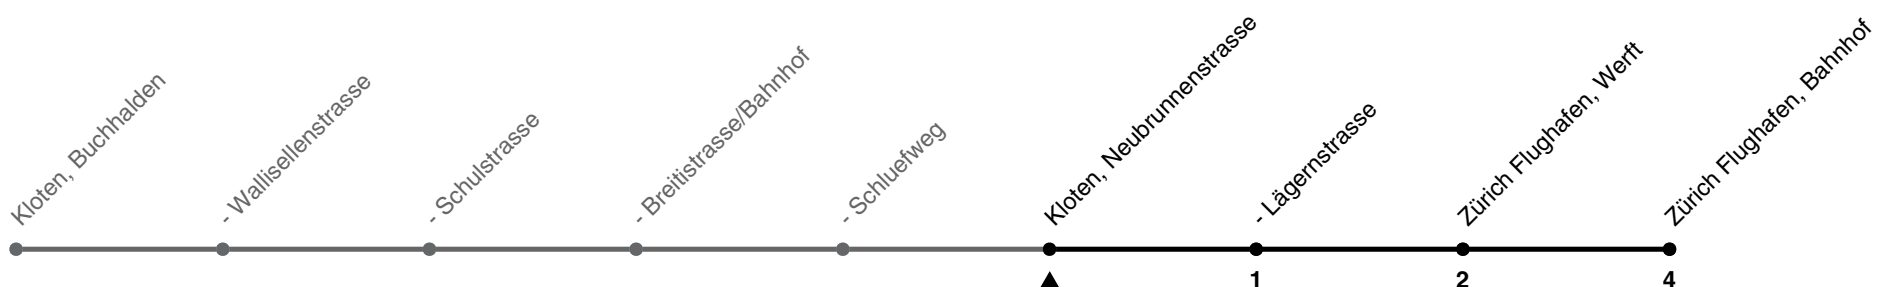 Kloten, Buchhalden
- Wallisellenstrasse
- Schulstrasse
- Breitistrasse/Bahnhof
- Schluefweg
Kloten, Neubrunnenstrasse
- Lägernstrasse
Zürich Flughafen, Werft
Zürich Flughafen, Bahnhof
1
2
4